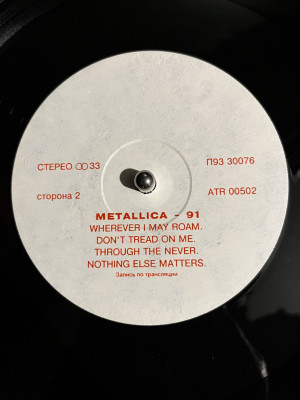 СТЕРЕО ꝎO 33
П93 30076
сторона 2
ATR 00502
METALLICA - 91
WHEREVER I MAY ROAM.
DON'T TREAD ON ME.
THROUGH THE NEVER.
NOTHING ELSE MATTERS.
Запись по трансляции